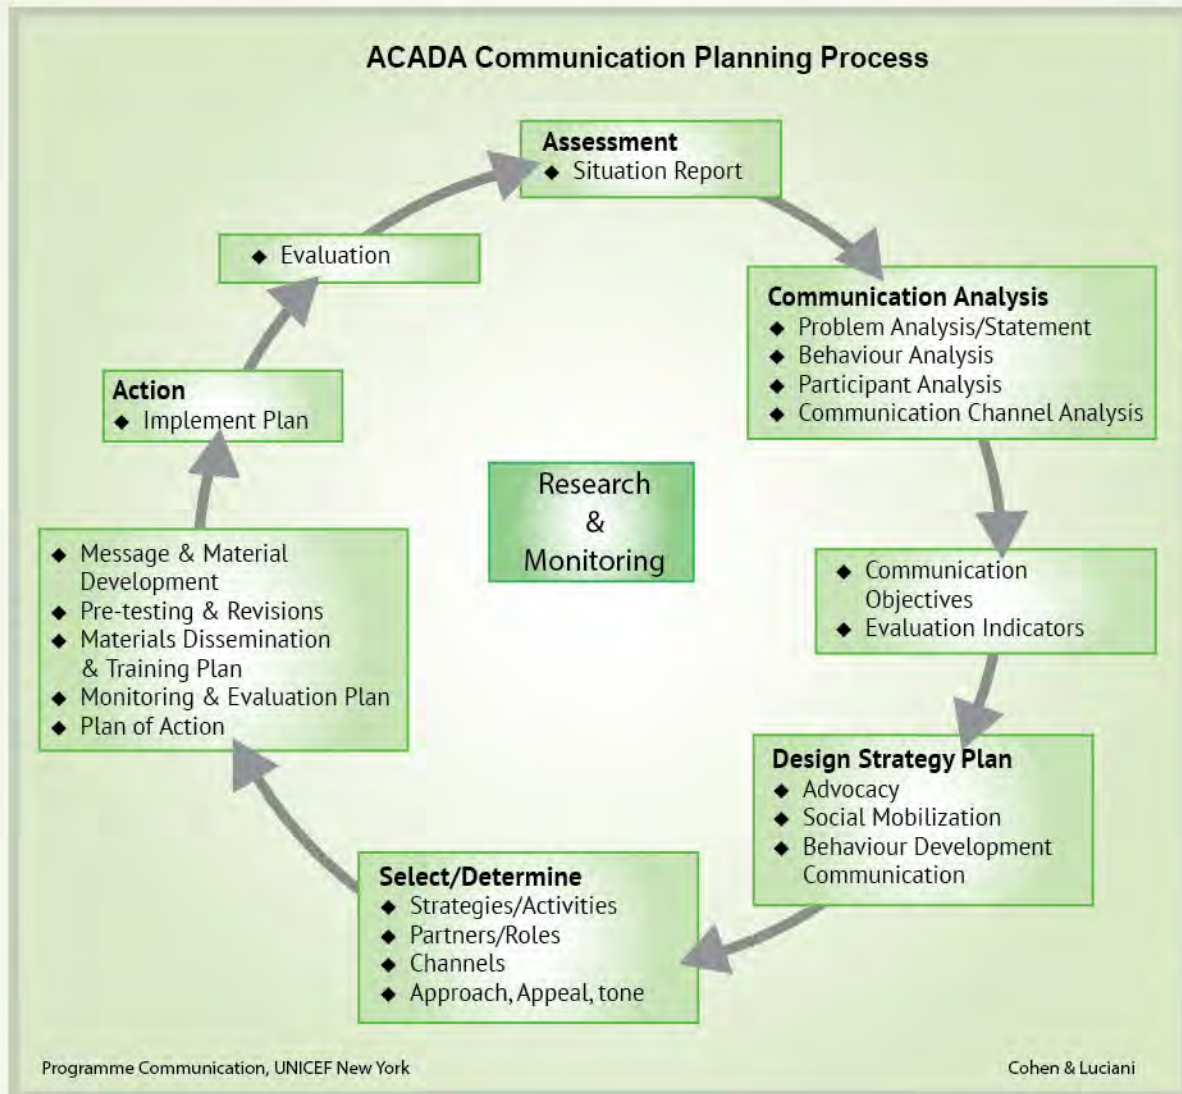 ACADA Communication Planning Process
Assessment
◆ Situation Report
Communication Analysis
◆ Problem Analysis/Statement
◆ Behaviour Analysis
◆ Participant Analysis
◆ Communication Channel Analysis
◆ Communication
Objectives
◆ Evaluation Indicators
Design Strategy Plan
◆ Advocacy
◆ Social Mobilization
◆ Behaviour Development
Communication
Select/Determine
◆ Strategies/Activities
◆ Partners/Roles
◆ Channels
◆ Approach, Appeal, tone
◆ Message & Material
Development
◆ Pre-testing & Revisions
◆ Materials Dissemination
& Training Plan
◆ Monitoring & Evaluation Plan
◆ Plan of Action
Action
◆ Implement Plan
◆ Evaluation
Research
&
Monitoring
Programme Communication, UNICEF New York
Cohen & Luciani